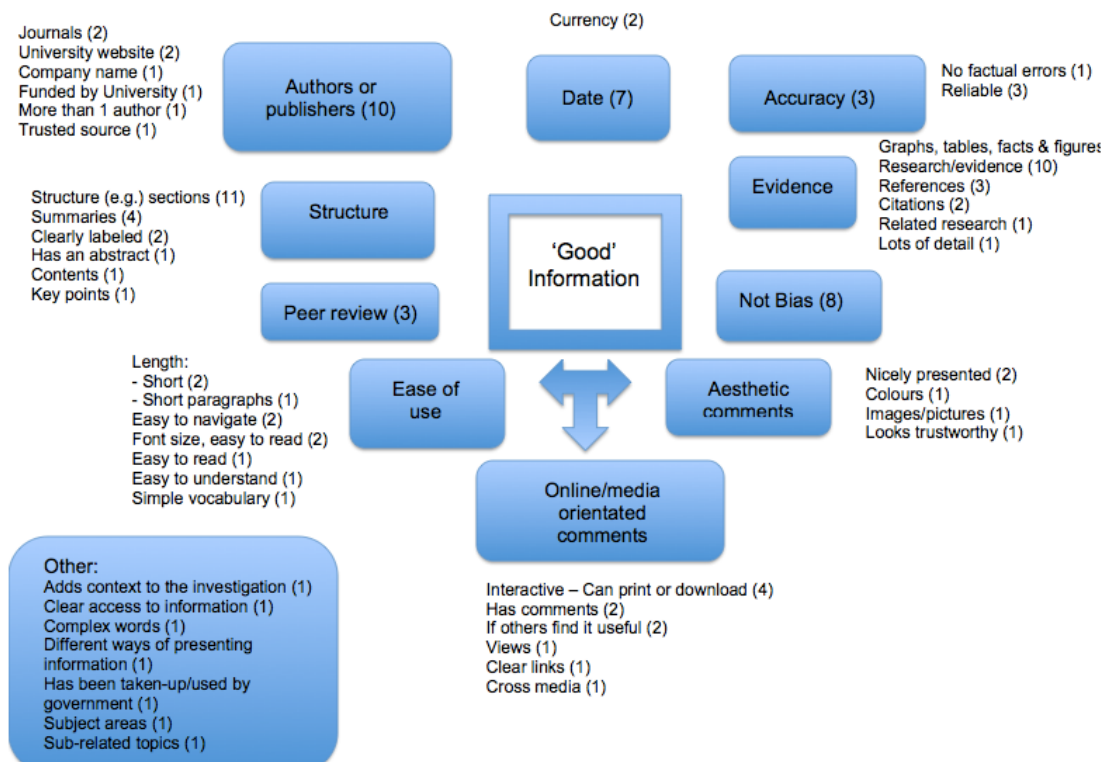 Currency (2)
Journals (2)
University website (2)
Company name (1)
Funded by University (1)
More than 1 author (1)
Trusted source (1)
Authors or
publishers (10)
Date (7)
Accuracy (3)
No factual errors (1)
Reliable (3)
Structure (e.g.) sections (11)
Summaries (4)
Clearly labeled (2)
Has an abstract (1)
Contents (1)
Key points (1)
Structure
'Good'
Information
Evidence
Graphs, tables, facts & figures
Research/evidence (10)
References (3)
Citations (2)
Related research (1)
Lots of detail (1)
Peer review (3)
Not Bias (8)
Length:
- Short (2)
- Short paragraphs (1)
Easy to navigate (2)
Font size, easy to read (2)
Easy to read (1)
Easy to understand (1)
Simple vocabulary (1)
Ease of
use
Aesthetic
comments
Nicely presented (2)
Colours (1)
Images/pictures (1)
Looks trustworthy (1)
Online/media
orientated
comments
Interactive – Can print or download (4)
Has comments (2)
If others find it useful (2)
Views (1)
Clear links (1)
Cross media (1)
Other:
Adds context to the investigation (1)
Clear access to information (1)
Complex words (1)
Different ways of presenting
information (1)
Has been taken-up/used by
government (1)
Subject areas (1)
Sub-related topics (1)